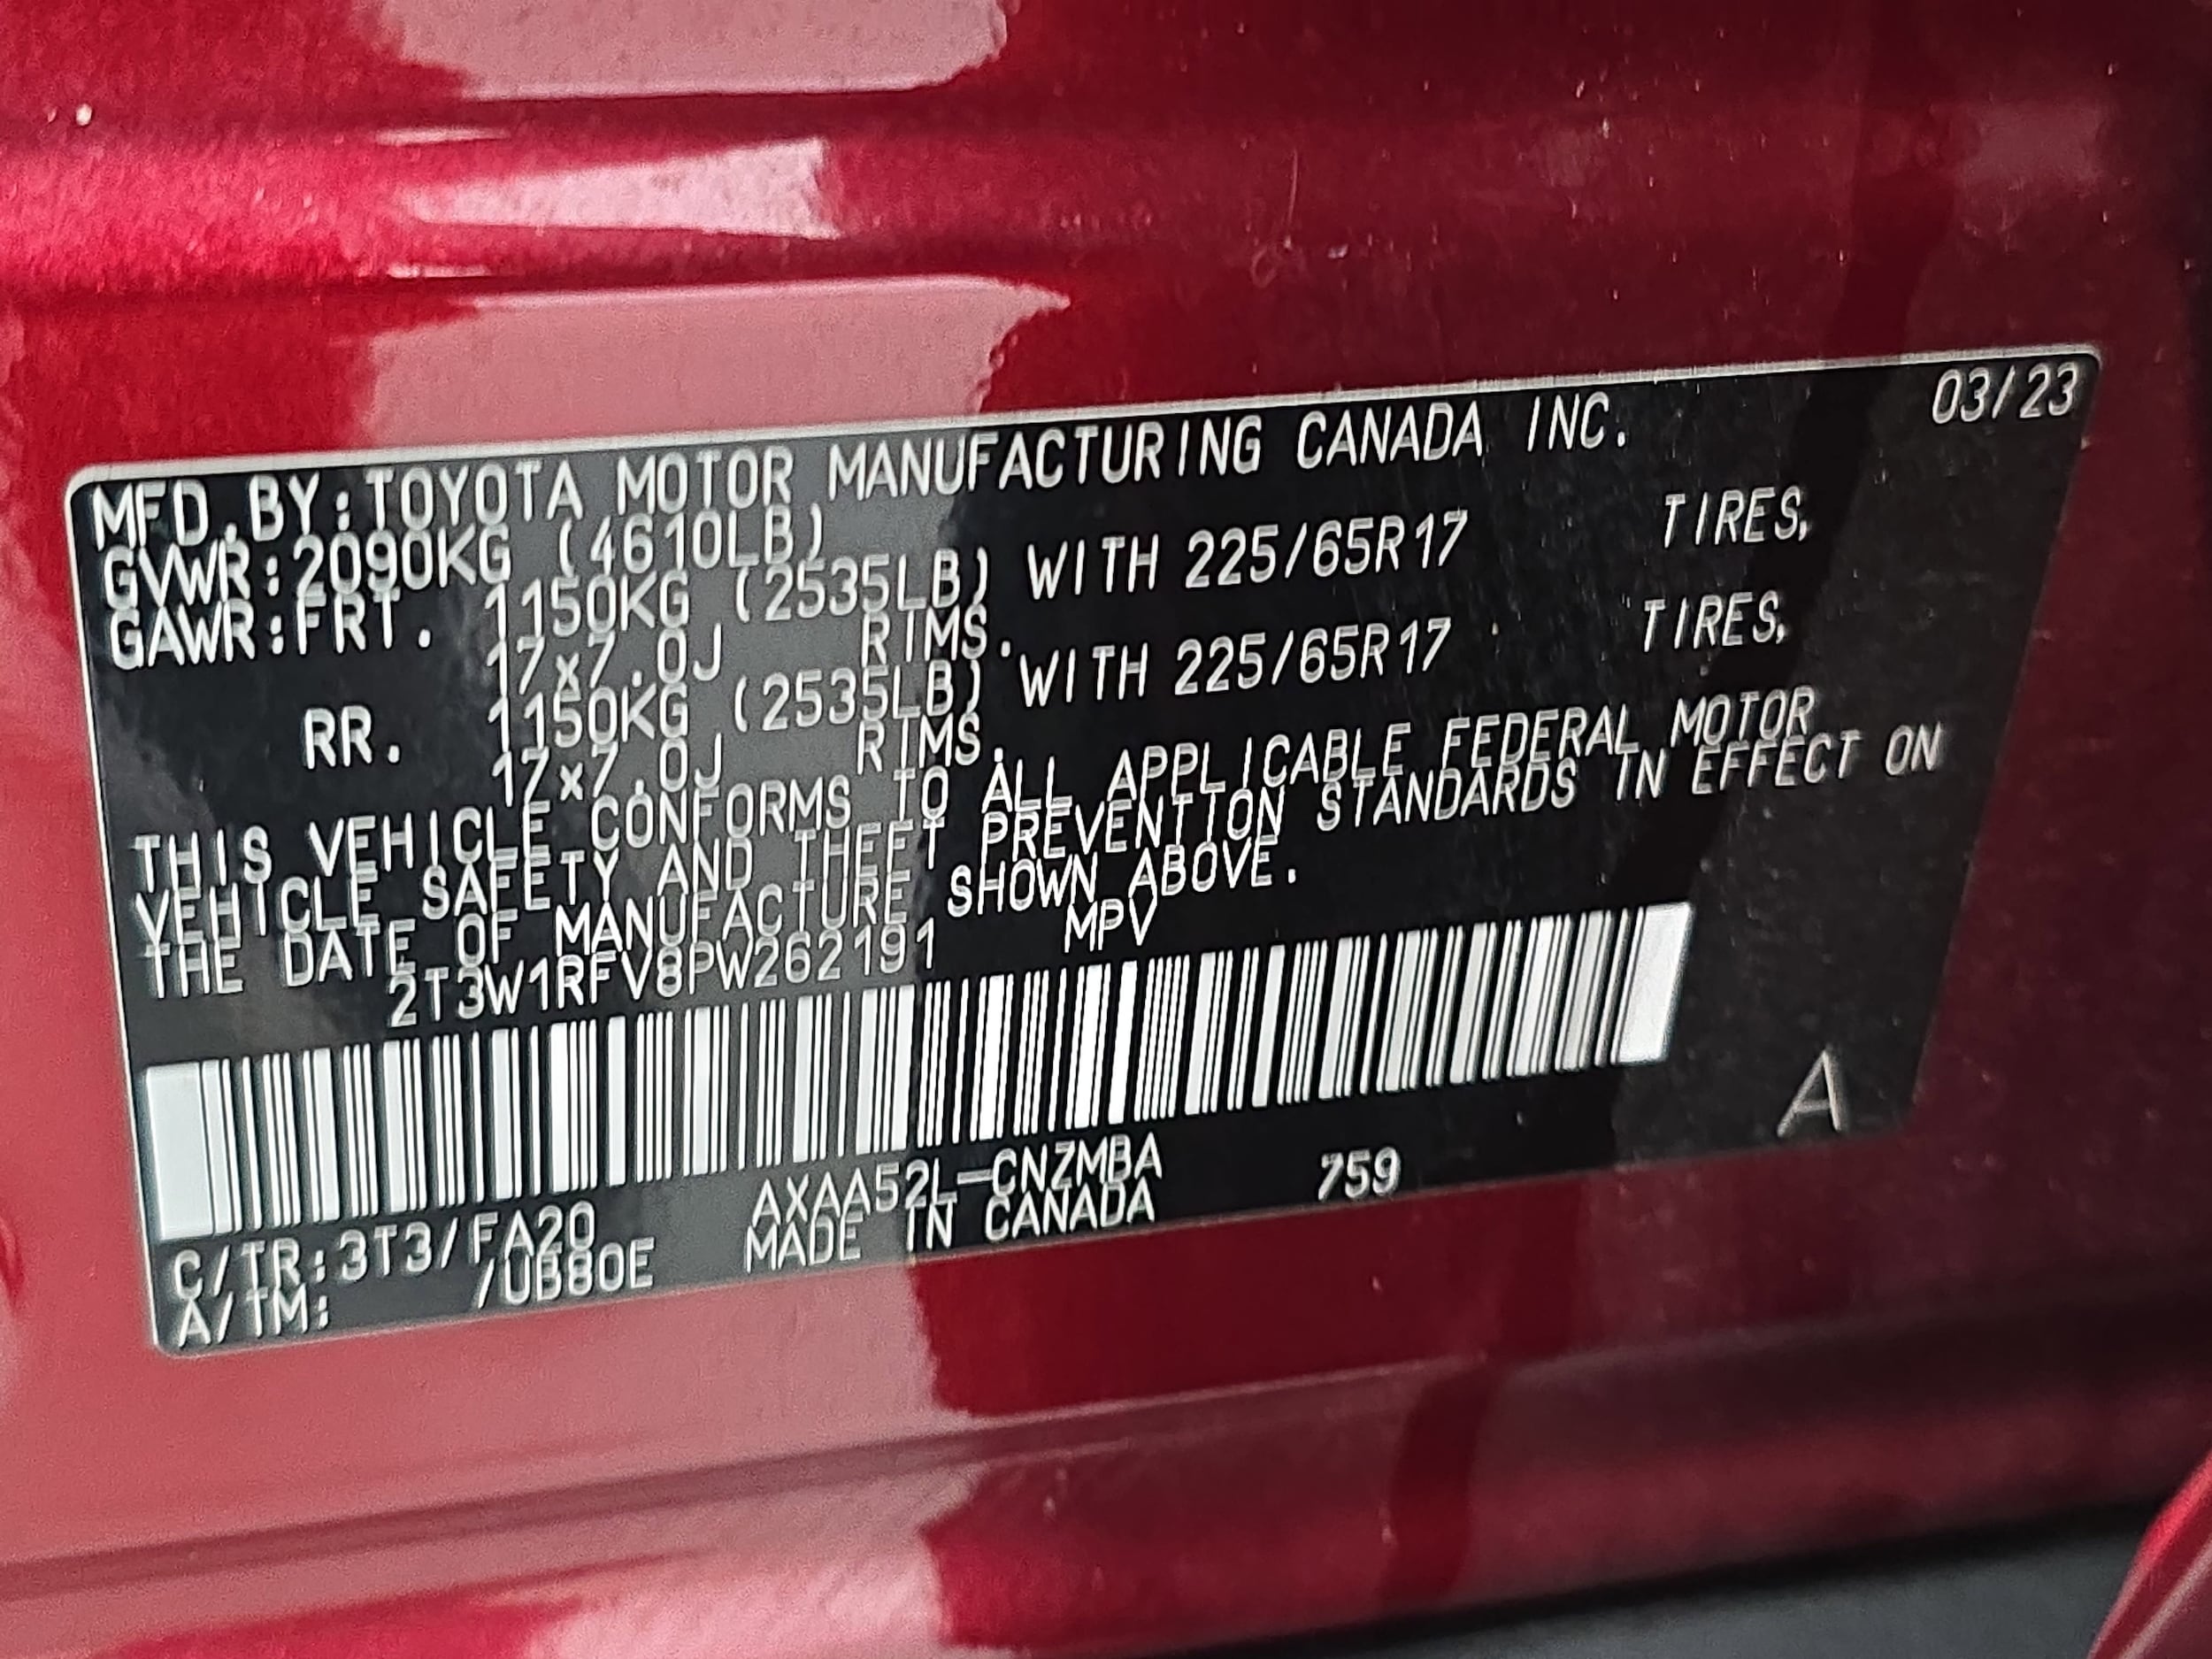 03/23
MFD.BY:TOYOTA MOTOR MANUFACTURING CANADA INC.
GVWR:2090KG (4610LB)
GAWR:FRT. 1150KG (2535LB) WITH 225/65R17 TIRES,
17x7.0J RIMS.
RR. 1150KG (2535LB) WITH 225/65R17 TIRES,
17x7.0J RIMS.
THIS VEHICLE CONFORMS TO ALL APPLICABLE FEDERAL MOTOR
VEHICLE SAFETY AND THEFT PREVENTION STANDARDS IN EFFECT ON
THE DATE OF MANUFACTURE SHOWN ABOVE.
2T3W1RFV8PW262191 MPV
C/TR:3T3/FA20 AXAA52L-CNZMBA 759 A
A/TM: /UB80E MADE IN CANADA